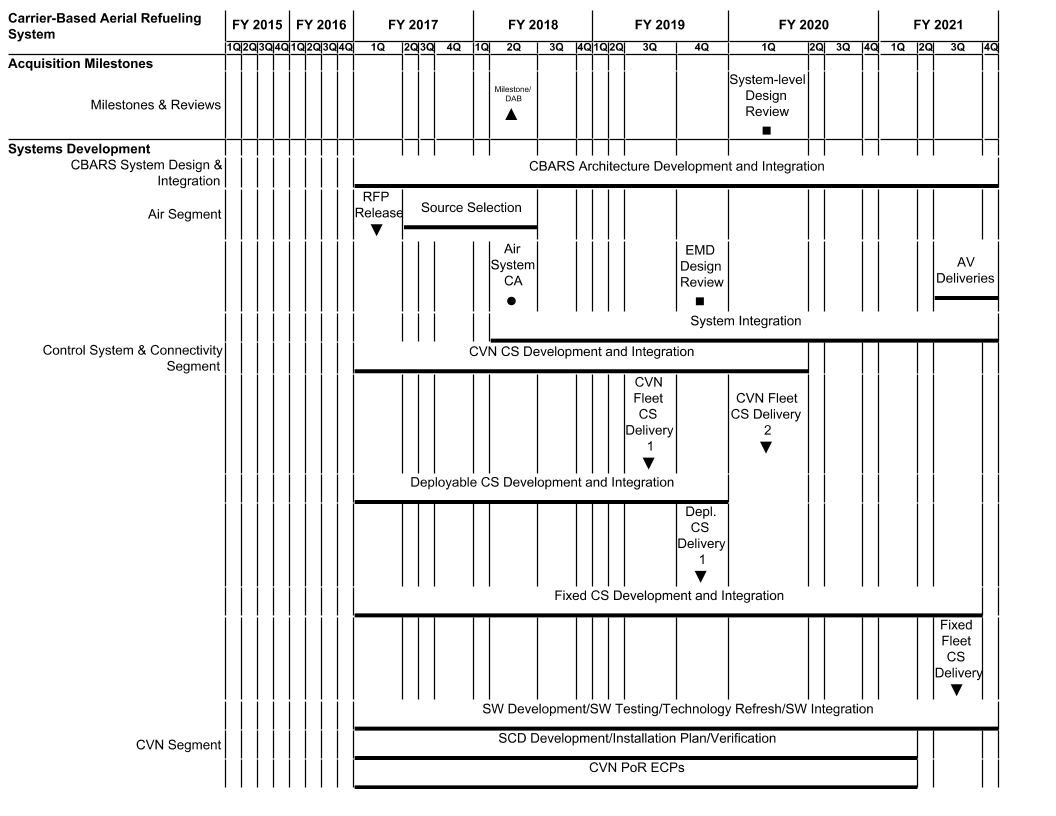 Carrier-Based Aerial Refueling
System
FY 2015 FY 2016 FY 2017 FY 2018 FY 2019 FY 2020 FY 2021
1Q 2Q 3Q 4Q 1Q 2Q 3Q 4Q 1Q 2Q 3Q 4Q 1Q 2Q 3Q 4Q 1Q 2Q 3Q 4Q 1Q 2Q 3Q 4Q 1Q 2Q 3Q 4Q
Acquisition Milestones
Milestones & Reviews
Milestone/
DAB
System-level
Design
Review
Systems Development
CBARS System Design &
Integration
CBARS Architecture Development and Integration
Air Segment
RFP
Release
Source Selection
Air
System
CA
EMD
Design
Review
AV
Deliveries
System Integration
Control System & Connectivity
Segment
CVN CS Development and Integration
CVN
Fleet
CS
Delivery
1
CVN Fleet
CS Delivery
2
Deployable CS Development and Integration
Depl.
CS
Delivery
1
Fixed CS Development and Integration
Fixed
Fleet
CS
Delivery
SW Development/SW Testing/Technology Refresh/SW Integration
CVN Segment
SCD Development/Installation Plan/Verification
CVN PoR ECPs